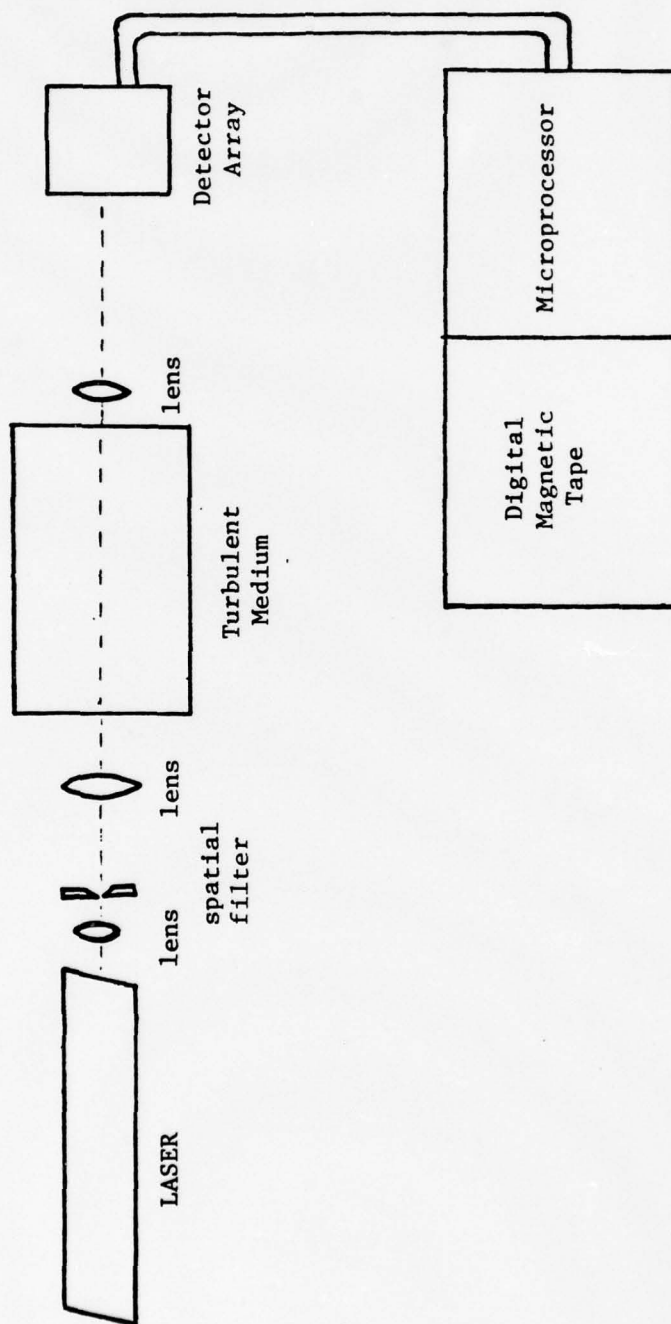 LASER
lens
spatial
filter
lens
Turbulent
Medium
lens
Detector
Array
Digital
Magnetic
Tape
Microprocessor